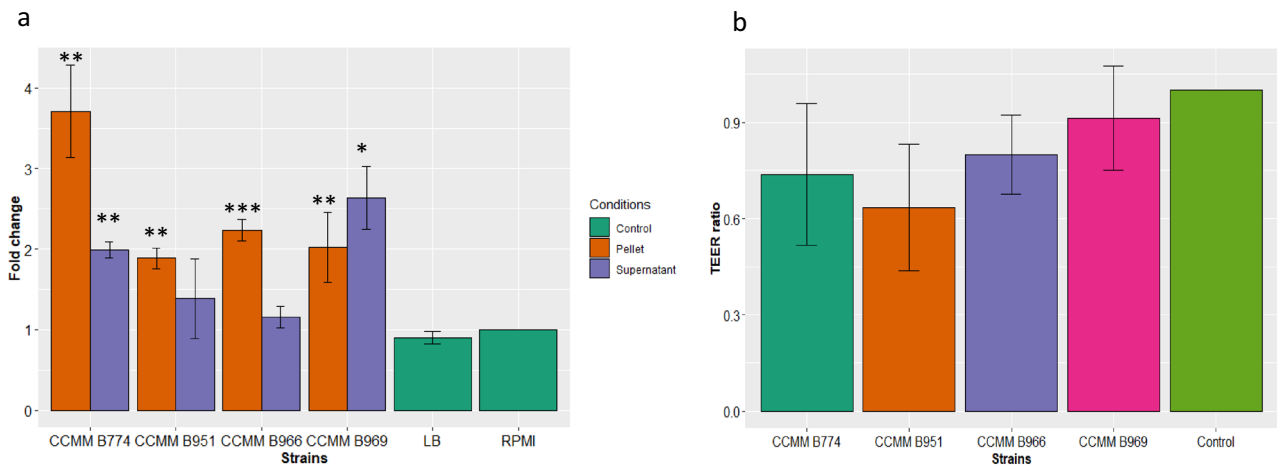 a
Fold change
4
3
2
1
0
**
**
**
***
**
*
CCMM B774
CCMM B951
CCMM B966
CCMM B969
LB
RPMI
Strains
Conditions
Control
Pellet
Supernatant
b
TEER ratio
0.9
0.6
0.3
0.0
CCMM B774
CCMM B951
CCMM B966
CCMM B969
Control
Strains